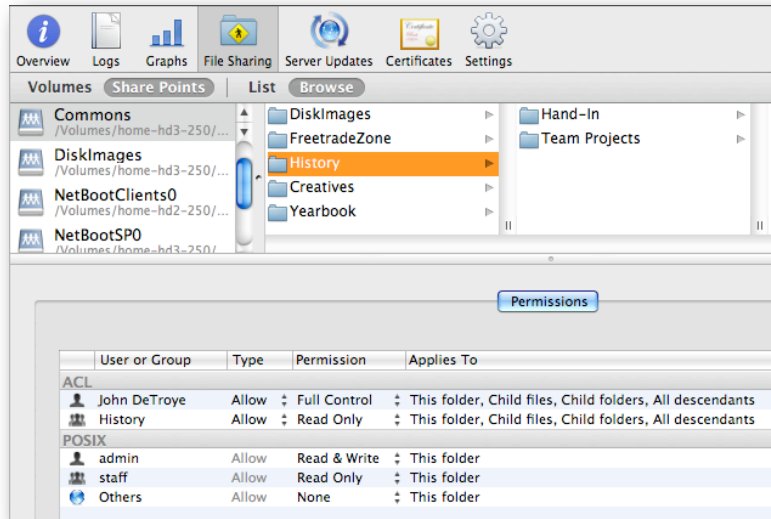 Overview Logs Graphs File Sharing Server Updates Certificates Settings
Volumes Share Points List Browse
Commons
/Volumes/home-hd3-250/...
DiskImages
/Volumes/home-hd3-250/...
NetBootClients0
/Volumes/home-hd2-250/...
NetBootSP0
/Volumes/home-hd3-250/
DiskImages
FreetradeZone
History
Creatives
Yearbook
Hand-In
Team Projects
Permissions
User or Group Type Permission Applies To
ACL
John DeTroye Allow Full Control This folder, Child files, Child folders, All descendants
History Allow Read Only This folder, Child files, Child folders, All descendants
POSIX
admin Allow Read & Write This folder
staff Allow Read Only This folder
Others Allow None This folder